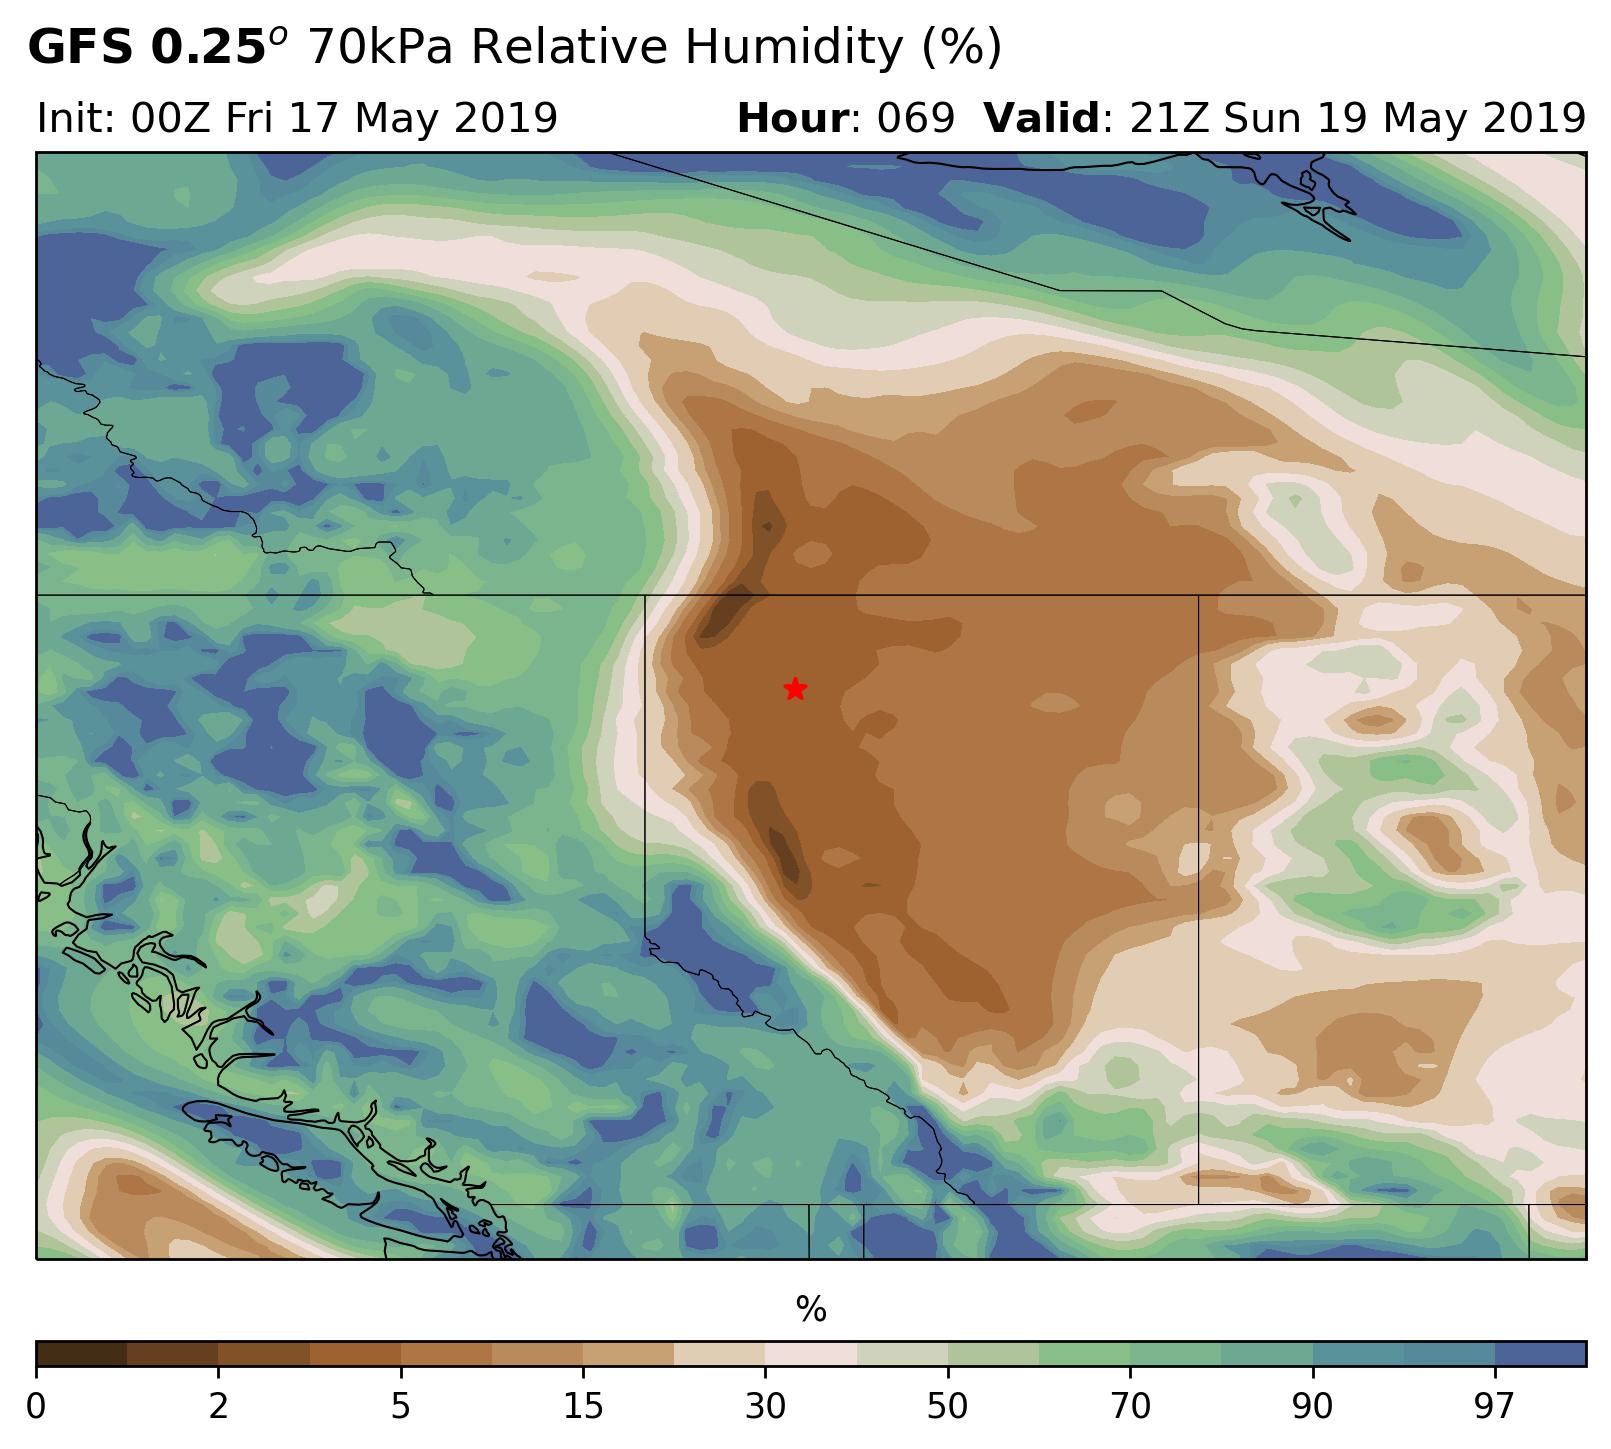 GFS 0.25° 70kPa Relative Humidity (%)
Init: 00Z Fri 17 May 2019 Hour: 069 Valid: 21Z Sun 19 May 2019
%
0 2 5 15 30 50 70 90 97